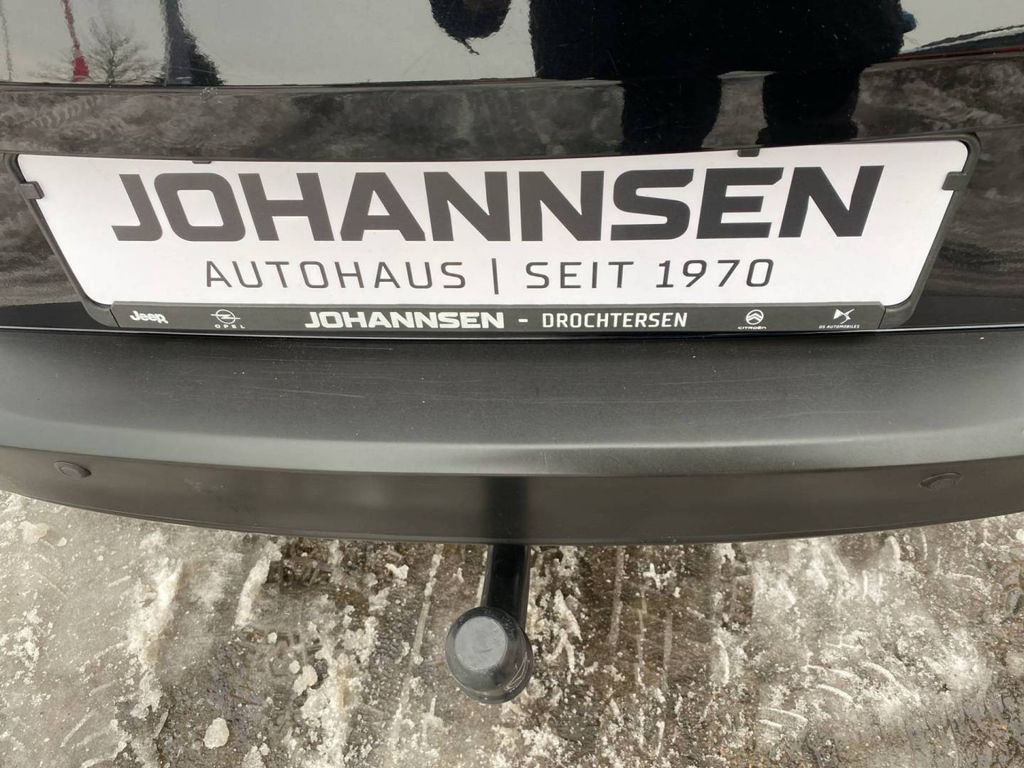 JOHANNSEN
AUTOHAUS | SEIT 1970
Jeep OPEL JOHANNSEN - DROCHTERSEN CITROËN DS AUTOMOBILES